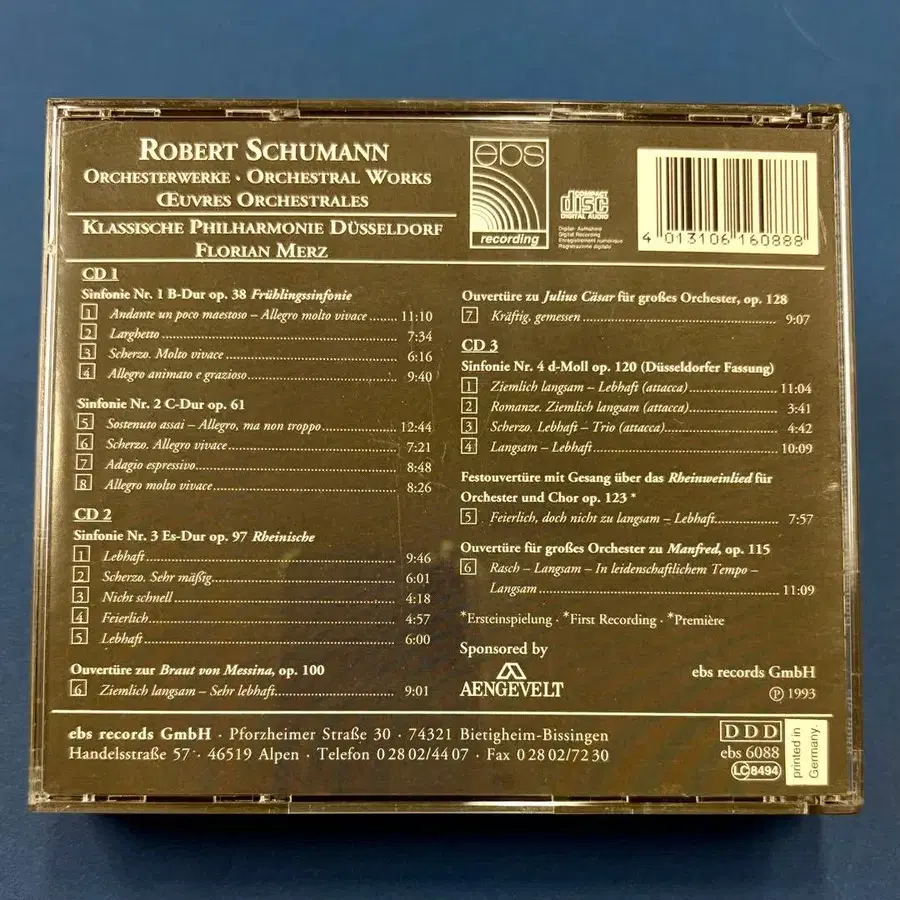 ROBERT SCHUMANN
ORCHESTERWERKE · ORCHESTRAL WORKS
ŒUVRES ORCHESTRALES
KLASSISCHE PHILHARMONIE DÜSSELDORF
FLORIAN MERZ
ebs
recording
COMPACT
disc
DIGITAL AUDIO
Digital-Aufnahme
Digital Recording
Enregistrement numérique
Registrazione digitale
4 013106 160888
CD 1
Sinfonie Nr. 1 B-Dur op. 38 Frühlingssinfonie
1 Andante un poco maestoso – Allegro molto vivace 11:10
2 Larghetto 7:34
3 Scherzo. Molto vivace 6:16
4 Allegro animato e grazioso 9:40
Sinfonie Nr. 2 C-Dur op. 61
5 Sostenuto assai – Allegro, ma non troppo 12:44
6 Scherzo. Allegro vivace 7:21
7 Adagio espressivo 8:48
8 Allegro molto vivace 8:26
CD 2
Sinfonie Nr. 3 Es-Dur op. 97 Rheinische
1 Lebhaft 9:46
2 Scherzo. Sehr mäßig 6:01
3 Nicht schnell 4:18
4 Feierlich 4:57
5 Lebhaft 6:00
Ouvertüre zur Braut von Messina, op. 100
6 Ziemlich langsam – Sehr lebhaft 9:01
Ouvertüre zu Julius Cäsar für großes Orchester, op. 128
7 Kräftig, gemessen 9:07
CD 3
Sinfonie Nr. 4 d-Moll op. 120 (Düsseldorfer Fassung)
1 Ziemlich langsam – Lebhaft (attacca) 11:04
2 Romanze. Ziemlich langsam (attacca) 3:41
3 Scherzo. Lebhaft – Trio (attacca) 4:42
4 Langsam – Lebhaft 10:09
Festouvertüre mit Gesang über das Rheinweinlied für
Orchester und Chor op. 123 *
5 Feierlich, doch nicht zu langsam – Lebhaft 7:57
Ouvertüre für großes Orchester zu Manfred, op. 115
6 Rasch – Langsam – In leidenschaftlichem Tempo –
Langsam 11:09
*Ersteinspielung · *First Recording · *Première
Sponsored by
AENGEVELT
ebs records GmbH
Ⓟ 1993
ebs records GmbH · Pforzheimer Straße 30 · 74321 Bietigheim-Bissingen
Handelsstraße 57 · 46519 Alpen · Telefon 0 28 02/44 07 · Fax 0 28 02/72 30
DDD
ebs 6088
LC 8494
printed in
Germany.